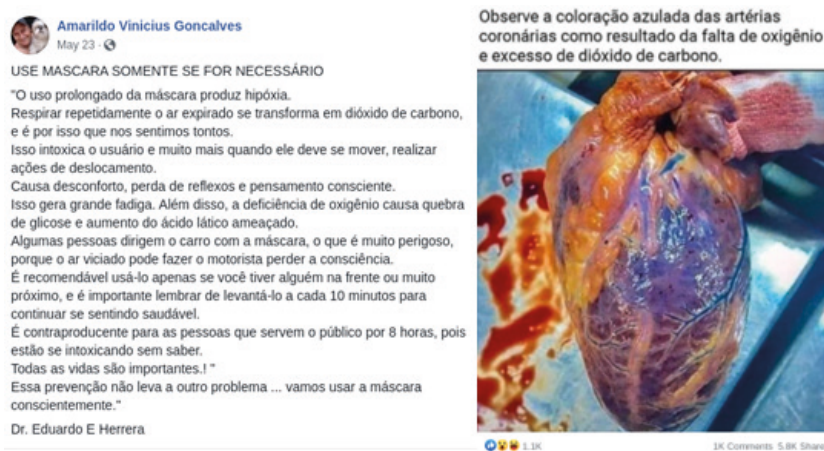 Amarildo Vinicius Goncalves
May 23 ·
USE MASCARA SOMENTE SE FOR NECESSÁRIO
"O uso prolongado da máscara produz hipóxia.
Respirar repetidamente o ar expirado se transforma em dióxido de carbono,
e é por isso que nos sentimos tontos.
Isso intoxica o usuário e muito mais quando ele deve se mover, realizar
ações de deslocamento.
Causa desconforto, perda de reflexos e pensamento consciente.
Isso gera grande fadiga. Além disso, a deficiência de oxigênio causa quebra
de glicose e aumento do ácido lático ameaçado.
Algumas pessoas dirigem o carro com a máscara, o que é muito perigoso,
porque o ar viciado pode fazer o motorista perder a consciência.
É recomendável usá-lo apenas se você tiver alguém na frente ou muito
próximo, e é importante lembrar de levantá-lo a cada 10 minutos para
continuar se sentindo saudável.
É contraproducente para as pessoas que servem o público por 8 horas, pois
estão se intoxicando sem saber.
Todas as vidas são importantes.! "
Essa prevenção não leva a outro problema ... vamos usar a máscara
conscientemente."
Dr. Eduardo E Herrera
Observe a coloração azulada das artérias
coronárias como resultado da falta de oxigênio
e excesso de dióxido de carbono.
1.1K
1K Comments 5.8K Share